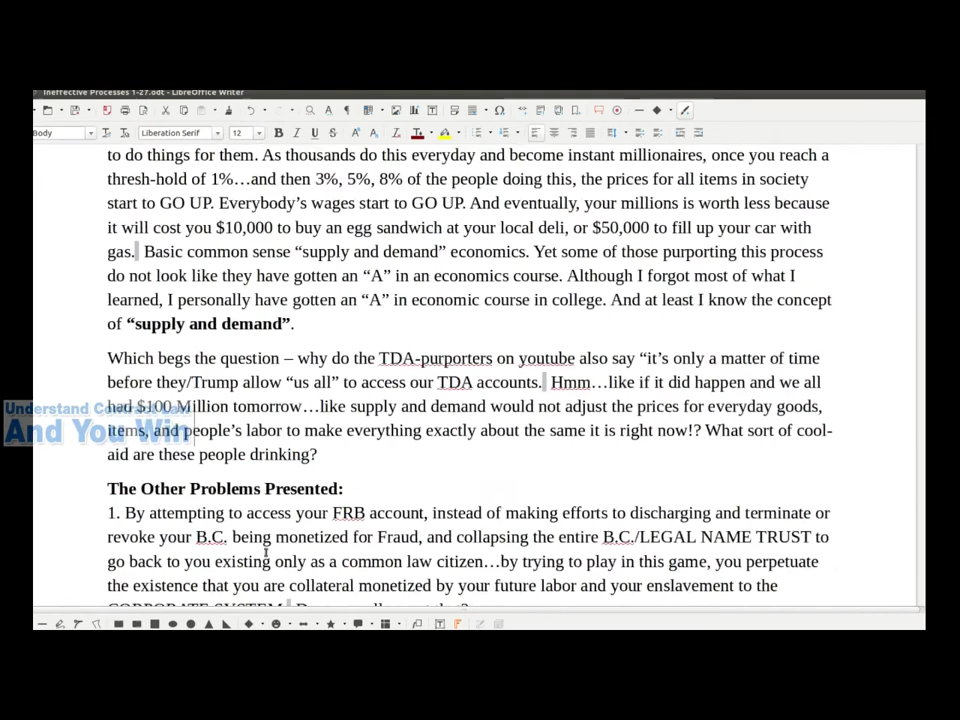 Ineffective Processes 1-27.odt - LibreOffice Writer
Body
Liberation Serif
12
to do things for them. As thousands do this everyday and become instant millionaires, once you reach a
thresh-hold of 1%…and then 3%, 5%, 8% of the people doing this, the prices for all items in society
start to GO UP. Everybody’s wages start to GO UP. And eventually, your millions is worth less because
it will cost you $10,000 to buy an egg sandwich at your local deli, or $50,000 to fill up your car with
gas. Basic common sense “supply and demand” economics. Yet some of those purporting this process
do not look like they have gotten an “A” in an economics course. Although I forgot most of what I
learned, I personally have gotten an “A” in economic course in college. And at least I know the concept
of “supply and demand”.
Which begs the question – why do the TDA-purporters on youtube also say “it’s only a matter of time
before they/Trump allow “us all” to access our TDA accounts. Hmm…like if it did happen and we all
had $100 Million tomorrow…like supply and demand would not adjust the prices for everyday goods,
items, and people’s labor to make everything exactly about the same it is right now!? What sort of cool-
aid are these people drinking?
Understand Contract Law
And You Win
The Other Problems Presented:
1. By attempting to access your FRB account, instead of making efforts to discharging and terminate or
revoke your B.C. being monetized for Fraud, and collapsing the entire B.C./LEGAL NAME TRUST to
go back to you existing only as a common law citizen…by trying to play in this game, you perpetuate
the existence that you are collateral monetized by your future labor and your enslavement to the
CORPORATE SYSTEM.